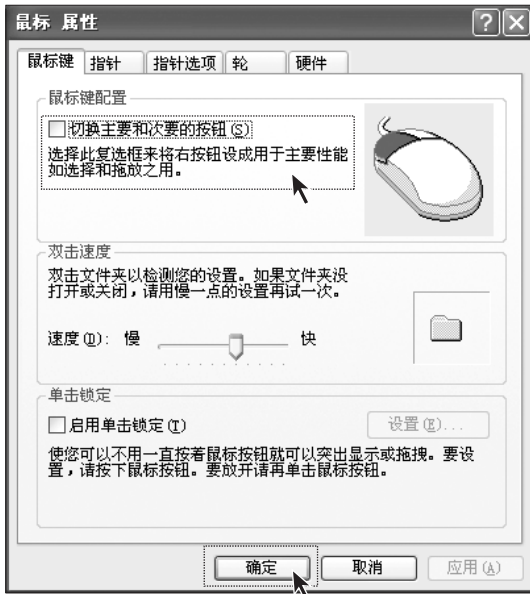 鼠标 属性
鼠标键 指针 指针选项 轮 硬件
鼠标键配置
切换主要和次要的按钮(S)
选择此复选框来将右按钮设成用于主要性能
如选择和拖放之用。
双击速度
双击文件夹以检测您的设置。如果文件夹没
打开或关闭，请用慢一点的设置再试一次。
速度(D): 慢 快
单击锁定
启用单击锁定(T)
设置(E)...
使您可以不用一直按着鼠标按钮就可以突出显示或拖拽。要设
置，请按下鼠标按钮。要放开请再单击鼠标按钮。
确定 取消 应用(A)